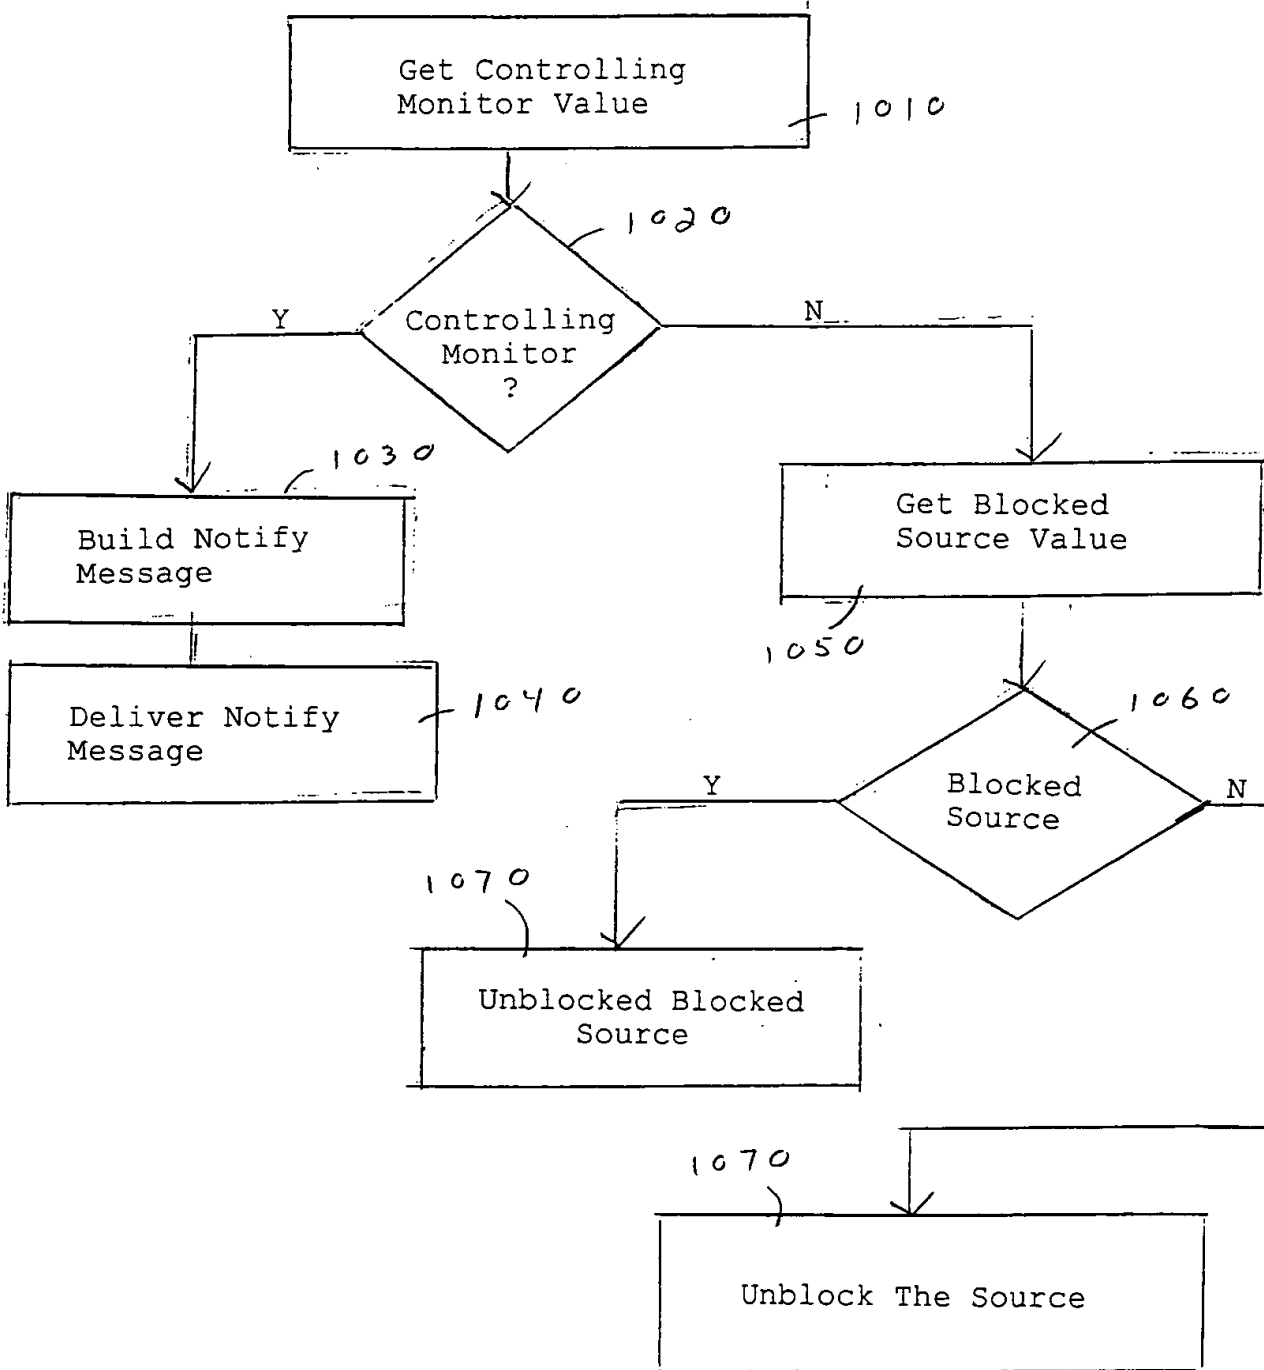 Get Controlling
Monitor Value
1010
1020
Y
N
Controlling
Monitor
?
1030
Build Notify
Message
Get Blocked
Source Value
1050
Deliver Notify
Message
1040
1060
Blocked
Source
Y
N
1070
Unblocked Blocked
Source
1070
Unblock The Source